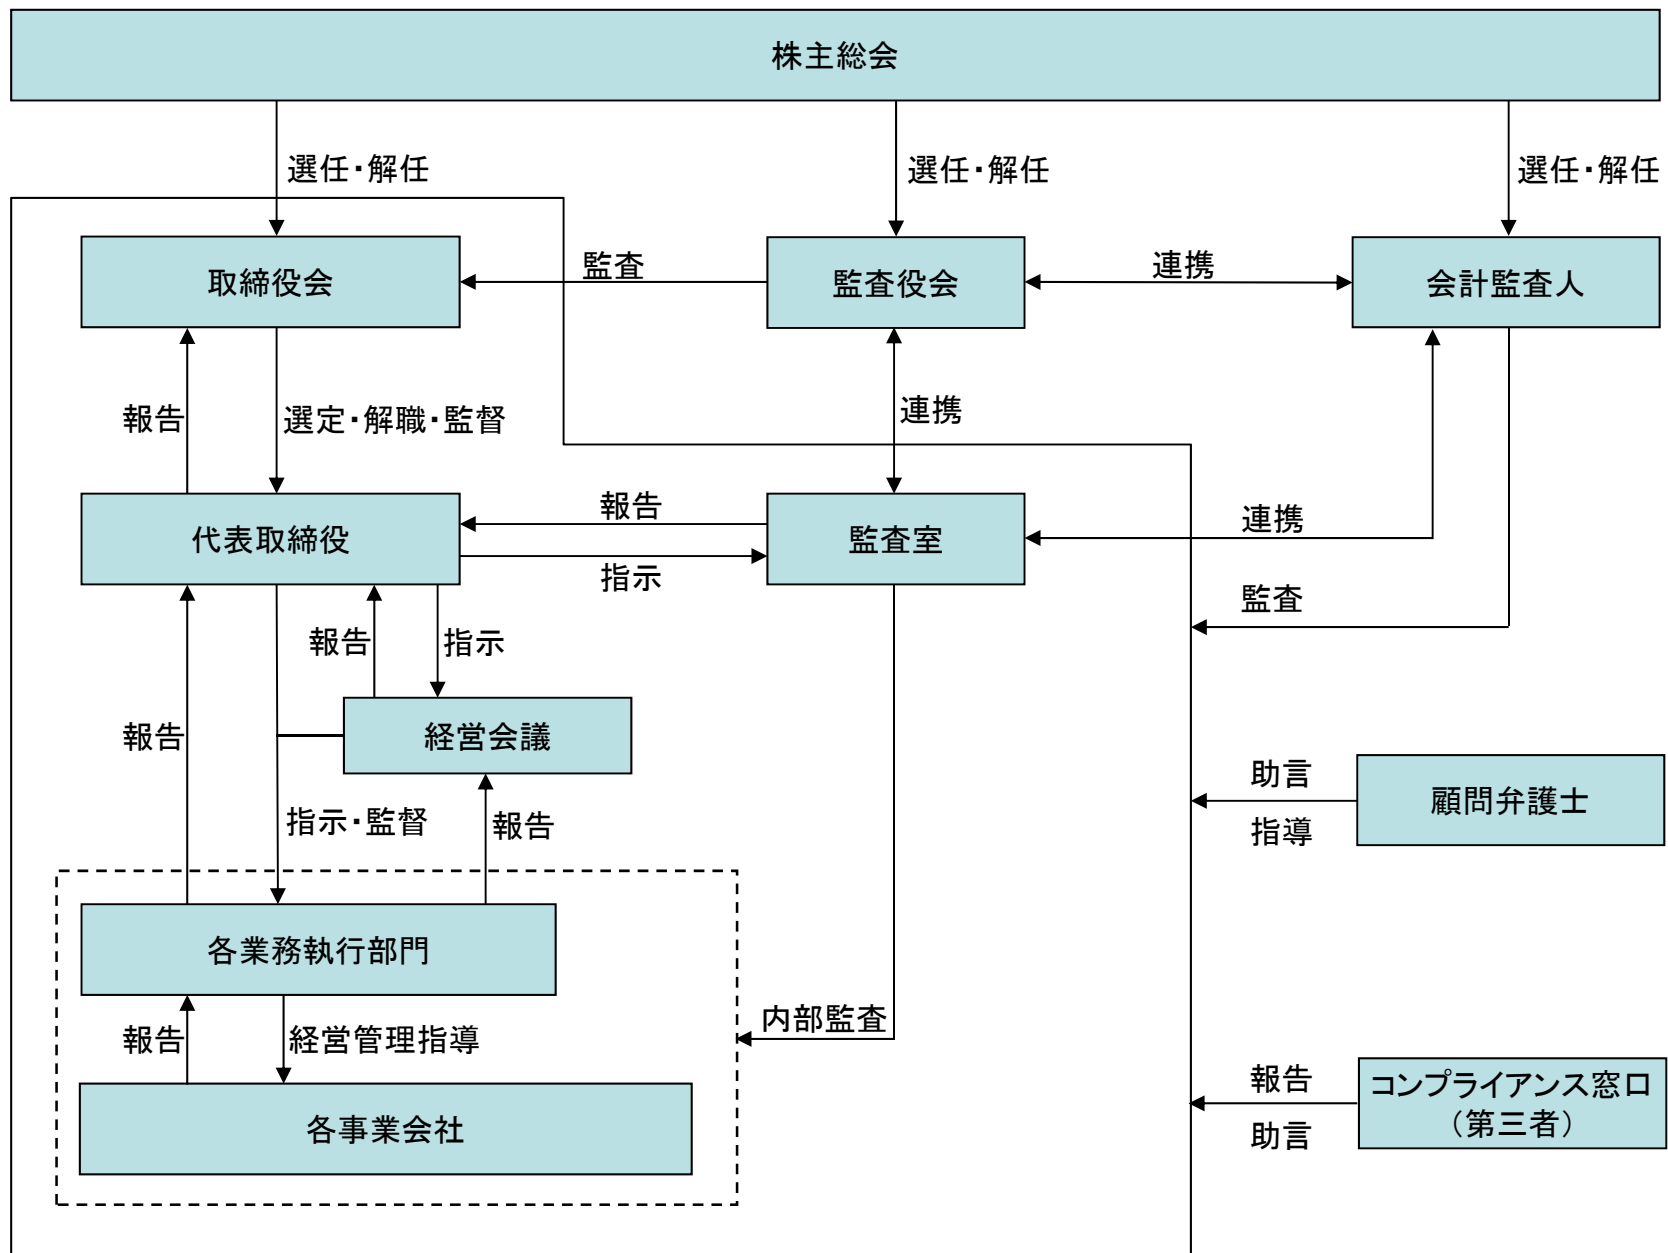 株主総会
選任・解任
選任・解任
選任・解任
取締役会
監査
監査役会
連携
会計監査人
報告
選定・解職・監督
連携
代表取締役
報告
指示
監査室
連携
監査
報告
指示
経営会議
報告
指示・監督
報告
助言
指導
顧問弁護士
各業務執行部門
内部監査
報告
経営管理指導
各事業会社
報告
助言
コンプライアンス窓口
（第三者）